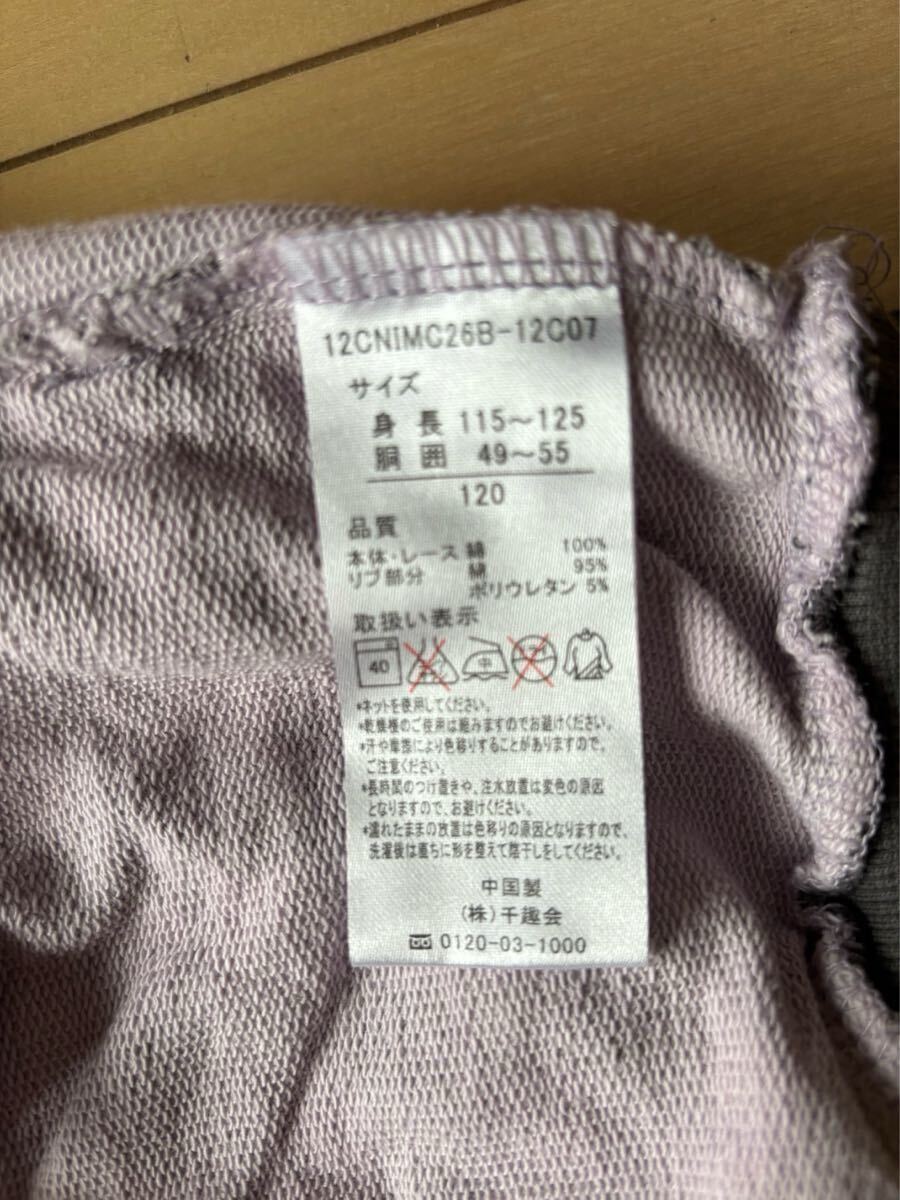 12CNIMC26B-12C07
サイズ
身長 115〜125
胴囲 49〜55
120
品質
本体・レース 綿 100%
リブ部分 綿 95%
ポリウレタン 5%
取扱い表示
40 中
*ネットを使用してください。
*乾燥機のご使用は縮みますのでお避けください。
*汗や摩擦により色移りすることがありますので、
ご注意ください。
*長時間のつけ置きや、注水放置は変色の原因
となりますので、お避けください。
*濡れたままの放置は色移りの原因となりますので、
洗濯後は直ちに形を整えて陰干しをしてください。
中国製
(株)千趣会
0120-03-1000